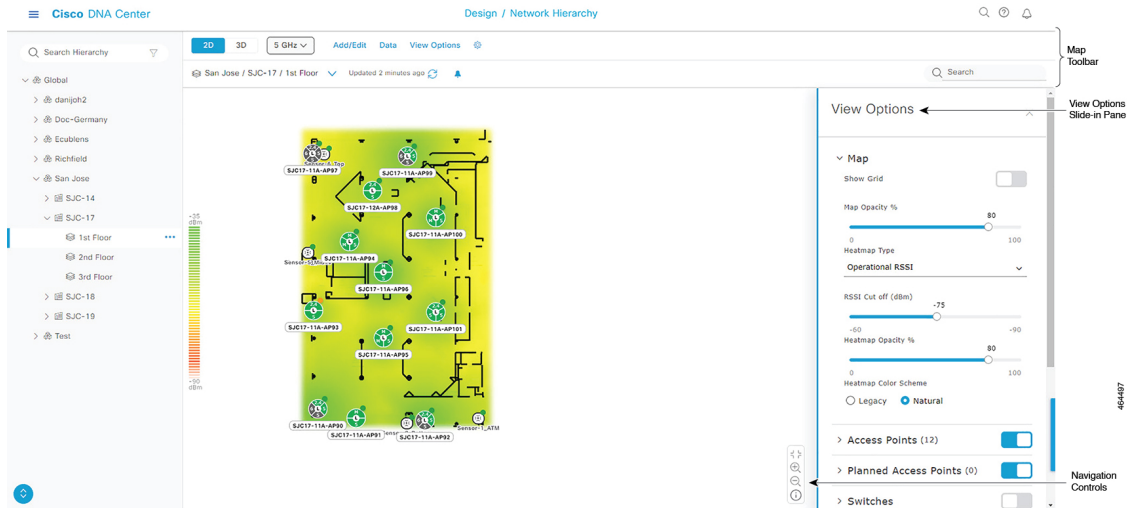 Cisco DNA Center
Design / Network Hierarchy
Map
Toolbar
Search Hierarchy
2D 3D 5 GHz Add/Edit Data View Options
Global
San Jose / SJC-17 / 1st Floor Updated 2 minutes ago
Search
danijoh2
Doc-Germany
Ecublens
Richfield
San Jose
SJC-14
SJC-17
1st Floor
2nd Floor
3rd Floor
SJC-18
SJC-19
Test
-35
dBm
-90
dBm
SJC17-11A-AP97
SJC17-11A-AP99
SJC17-12A-AP98
SJC17-11A-AP100
SJC17-11A-AP94
SJC17-11A-AP96
SJC17-11A-AP93
SJC17-11A-AP101
SJC17-11A-AP95
SJC17-11A-AP90
SJC17-11A-AP91
SJC17-11A-AP92
Sensor-1_ATM
View Options
View Options
Slide-in Pane
Map
Show Grid
Map Opacity %
80
0 100
Heatmap Type
Operational RSSI
RSSI Cut off (dBm)
-75
-60 -90
Heatmap Opacity %
80
0 100
Heatmap Color Scheme
Legacy Natural
Access Points (12)
Planned Access Points (0)
Switches
Navigation
Controls
464497